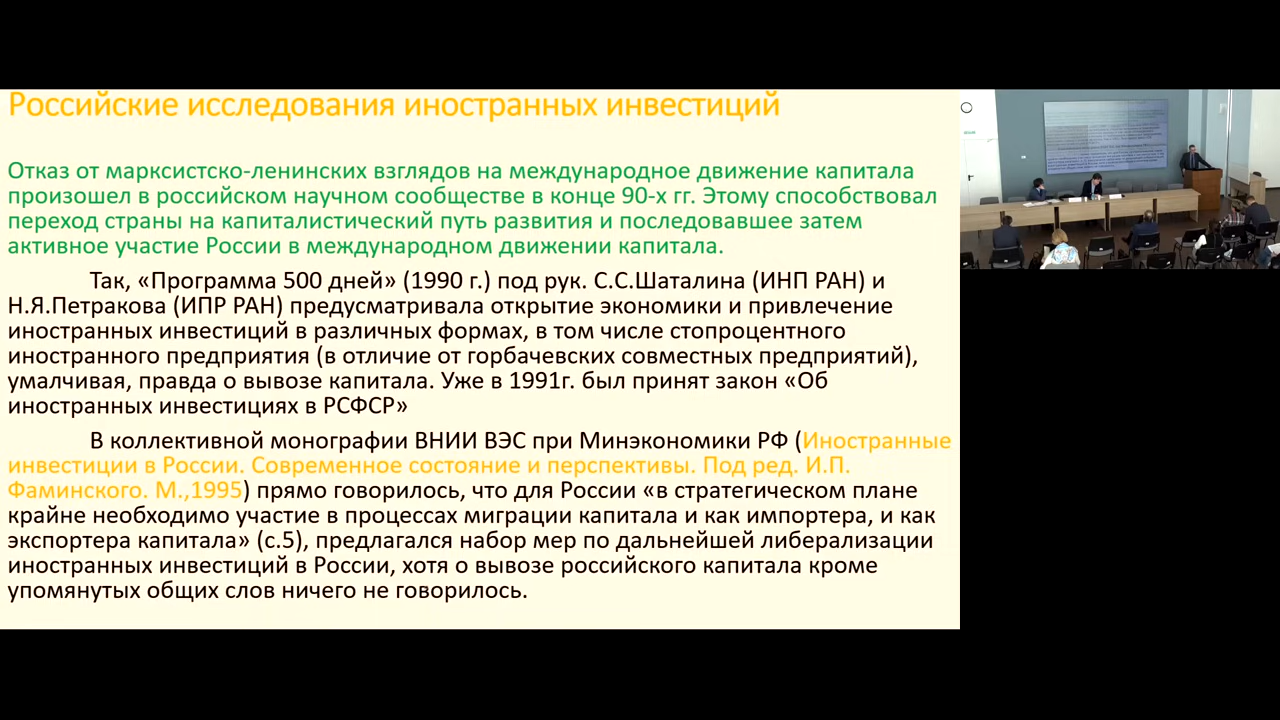 Российские исследования иностранных инвестиций
Отказ от марксистско-ленинских взглядов на международное движение капитала
произошел в российском научном сообществе в конце 90-х гг. Этому способствовал
переход страны на капиталистический путь развития и последовавшее затем
активное участие России в международном движении капитала.
Так, «Программа 500 дней» (1990 г.) под рук. С.С.Шаталина (ИНП РАН) и
Н.Я.Петракова (ИПР РАН) предусматривала открытие экономики и привлечение
иностранных инвестиций в различных формах, в том числе стопроцентного
иностранного предприятия (в отличие от горбачевских совместных предприятий),
умалчивая, правда о вывозе капитала. Уже в 1991г. был принят закон «Об
иностранных инвестициях в РСФСР»
В коллективной монографии ВНИИ ВЭС при Минэкономики РФ (Иностранные
инвестиции в России. Современное состояние и перспективы. Под ред. И.П.
Фаминского. М.,1995) прямо говорилось, что для России «в стратегическом плане
крайне необходимо участие в процессах миграции капитала и как импортера, и как
экспортера капитала» (с.5), предлагался набор мер по дальнейшей либерализации
иностранных инвестиций в России, хотя о вывозе российского капитала кроме
упомянутых общих слов ничего не говорилось.